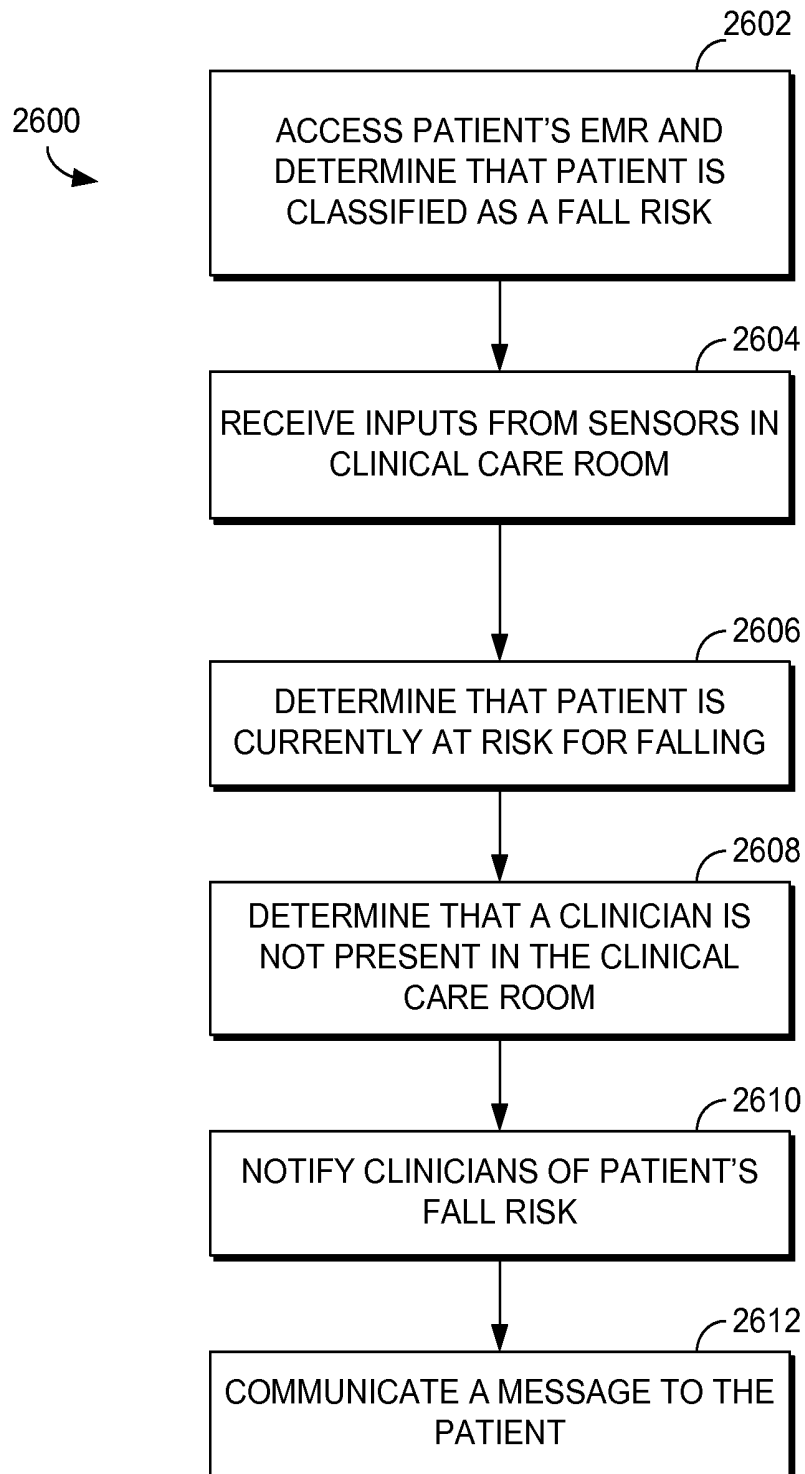 2602
2600
ACCESS PATIENT'S EMR AND
DETERMINE THAT PATIENT IS
CLASSIFIED AS A FALL RISK
2604
RECEIVE INPUTS FROM SENSORS IN
CLINICAL CARE ROOM
2606
DETERMINE THAT PATIENT IS
CURRENTLY AT RISK FOR FALLING
2608
DETERMINE THAT A CLINICIAN IS
NOT PRESENT IN THE CLINICAL
CARE ROOM
2610
NOTIFY CLINICIANS OF PATIENT'S
FALL RISK
2612
COMMUNICATE A MESSAGE TO THE
PATIENT